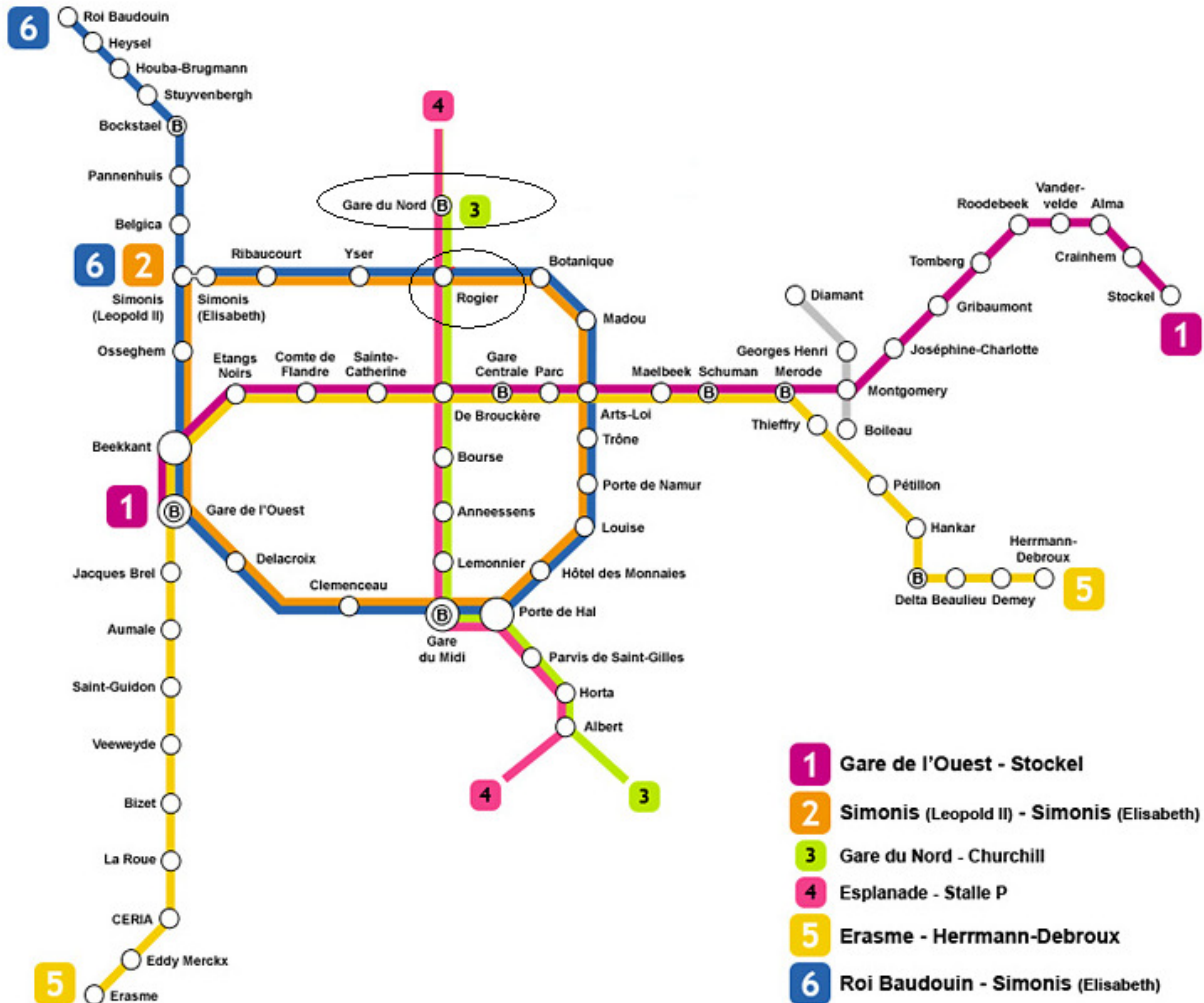 6
Roi Baudouin
Heysel
Houba-Brugmann
Stuyvenbergh
Bockstael
B
Pannenhuis
Belgica
6
2
Simonis
(Leopold II)
Simonis
(Elisabeth)
Ribaucourt
Yser
4
Gare du Nord
B
3
Rogier
Botanique
Madou
Osseghem
Etangs
Noirs
Comte de
Flandre
Sainte-
Catherine
De Brouckère
Gare
Centrale
B
Parc
Arts-Loi
Maelbeek
Schuman
B
Merode
B
Diamant
Georges Henri
Montgomery
Boileau
Joséphine-Charlotte
Gribaumont
Tomberg
Roodebeek
Vander-
velde
Alma
Crainhem
Stockel
1
Thieffry
Pétillon
Hankar
B
Delta
Beaulieu
Demey
Herrmann-
Debroux
5
Beekkant
1
B
Gare de l'Ouest
Bourse
Anneessens
Lemonnier
Trône
Porte de Namur
Louise
Hôtel des Monnaies
Porte de Hal
B
Gare
du Midi
Clemenceau
Delacroix
Parvis de Saint-Gilles
Horta
Albert
4
3
Jacques Brel
Aumale
Saint-Guidon
Veeweyde
Bizet
La Roue
CERIA
Eddy Merckx
5
Erasme
1 Gare de l'Ouest - Stockel
2 Simonis (Leopold II) - Simonis (Elisabeth)
3 Gare du Nord - Churchill
4 Esplanade - Stalle P
5 Erasme - Herrmann-Debroux
6 Roi Baudouin - Simonis (Elisabeth)